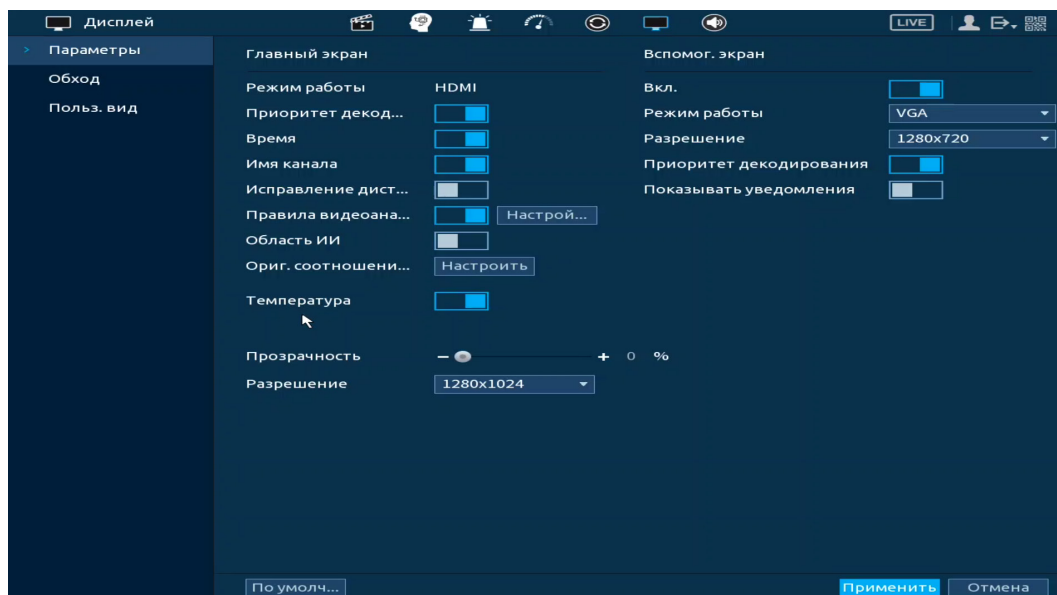 Дисплей
LIVE
Параметры
Обход
Польз. вид
Главный экран
Режим работы HDMI
Приоритет декод...
Время
Имя канала
Исправление дист...
Правила видеоана... Настрой...
Область ИИ
Ориг. соотношени... Настроить
Температура
Прозрачность − + 0 %
Разрешение 1280x1024
Вспомог. экран
Вкл.
Режим работы VGA
Разрешение 1280x720
Приоритет декодирования
Показывать уведомления
По умолч...
Применить
Отмена